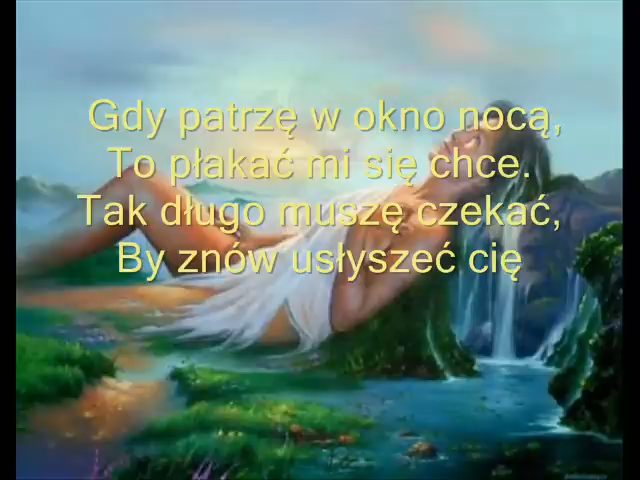 Gdy patrzę w okno nocą,
To płakać mi się chce.
Tak długo muszę czekać,
By znów usłyszeć cię